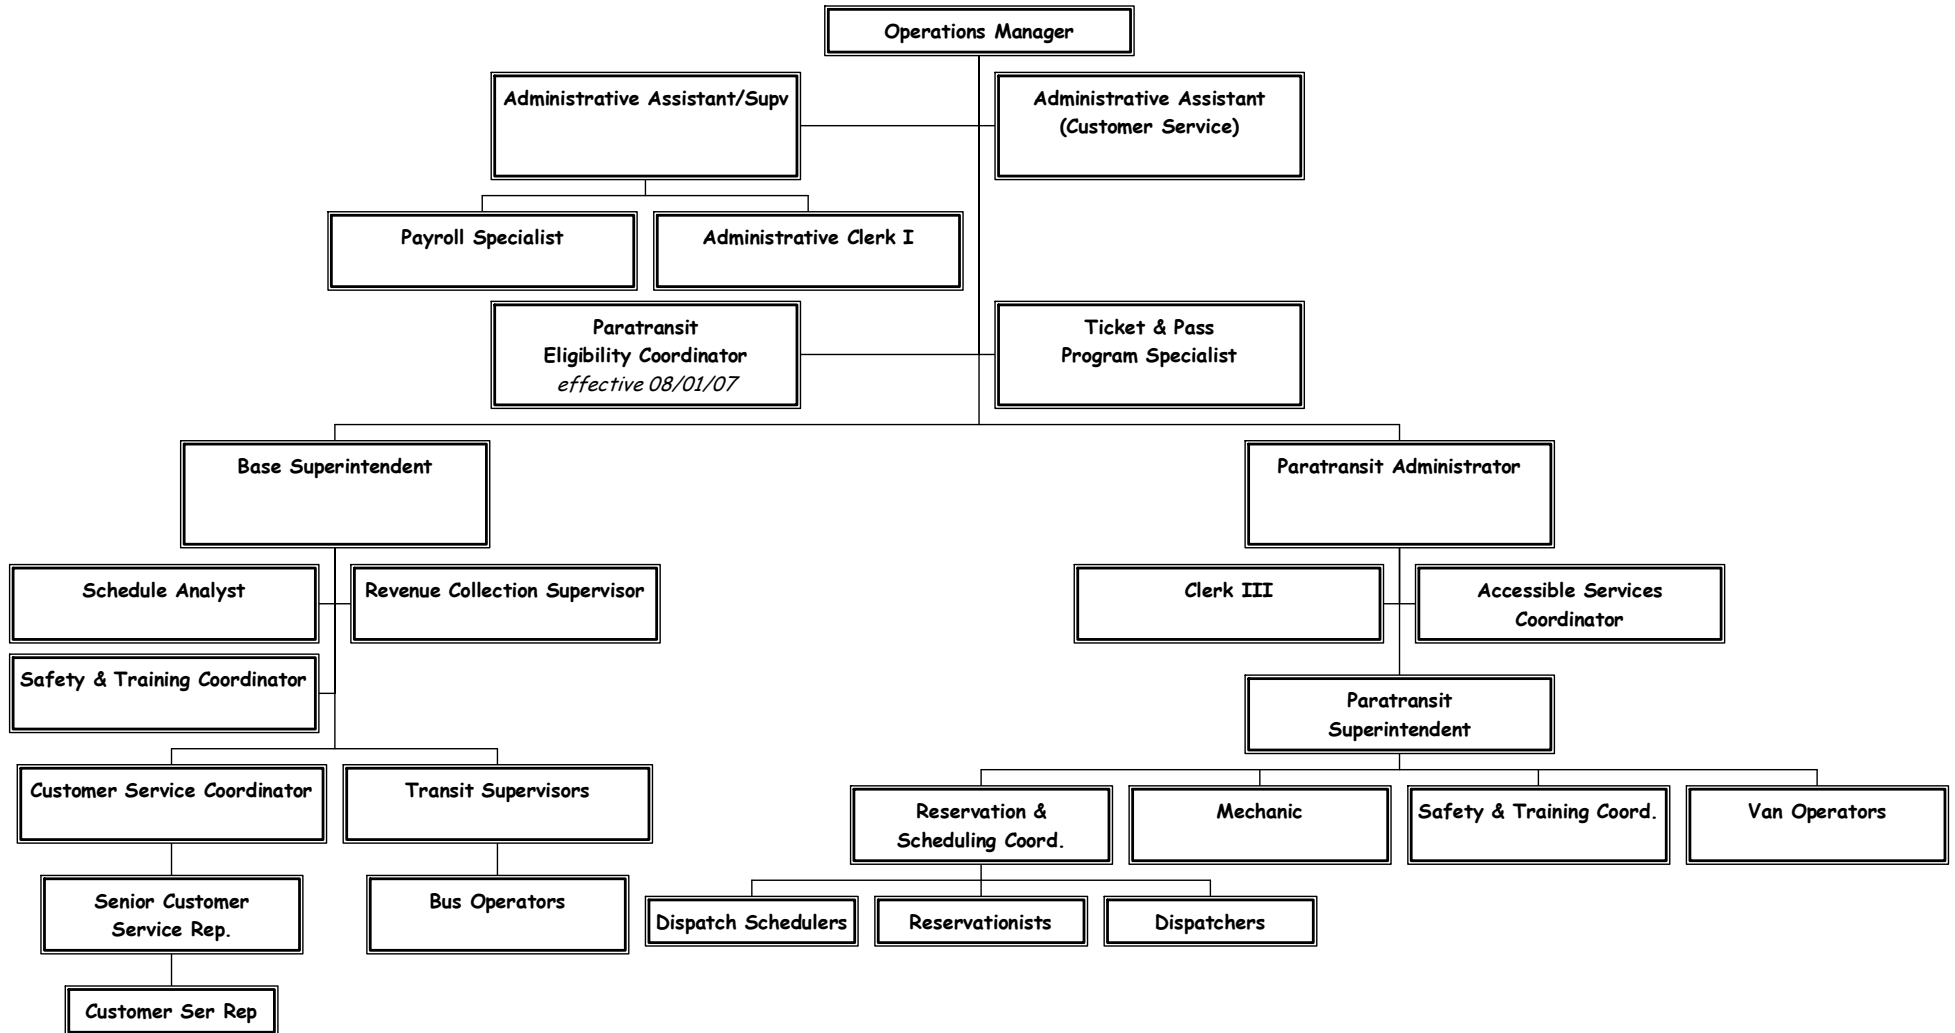 Operations Manager
Administrative Assistant/Supv
Administrative Assistant
(Customer Service)
Payroll Specialist
Administrative Clerk I
Paratransit
Eligibility Coordinator
effective 08/01/07
Ticket & Pass
Program Specialist
Base Superintendent
Paratransit Administrator
Schedule Analyst
Revenue Collection Supervisor
Clerk III
Accessible Services
Coordinator
Safety & Training Coordinator
Paratransit
Superintendent
Customer Service Coordinator
Transit Supervisors
Reservation &
Scheduling Coord.
Mechanic
Safety & Training Coord.
Van Operators
Senior Customer
Service Rep.
Bus Operators
Dispatch Schedulers
Reservationists
Dispatchers
Customer Ser Rep